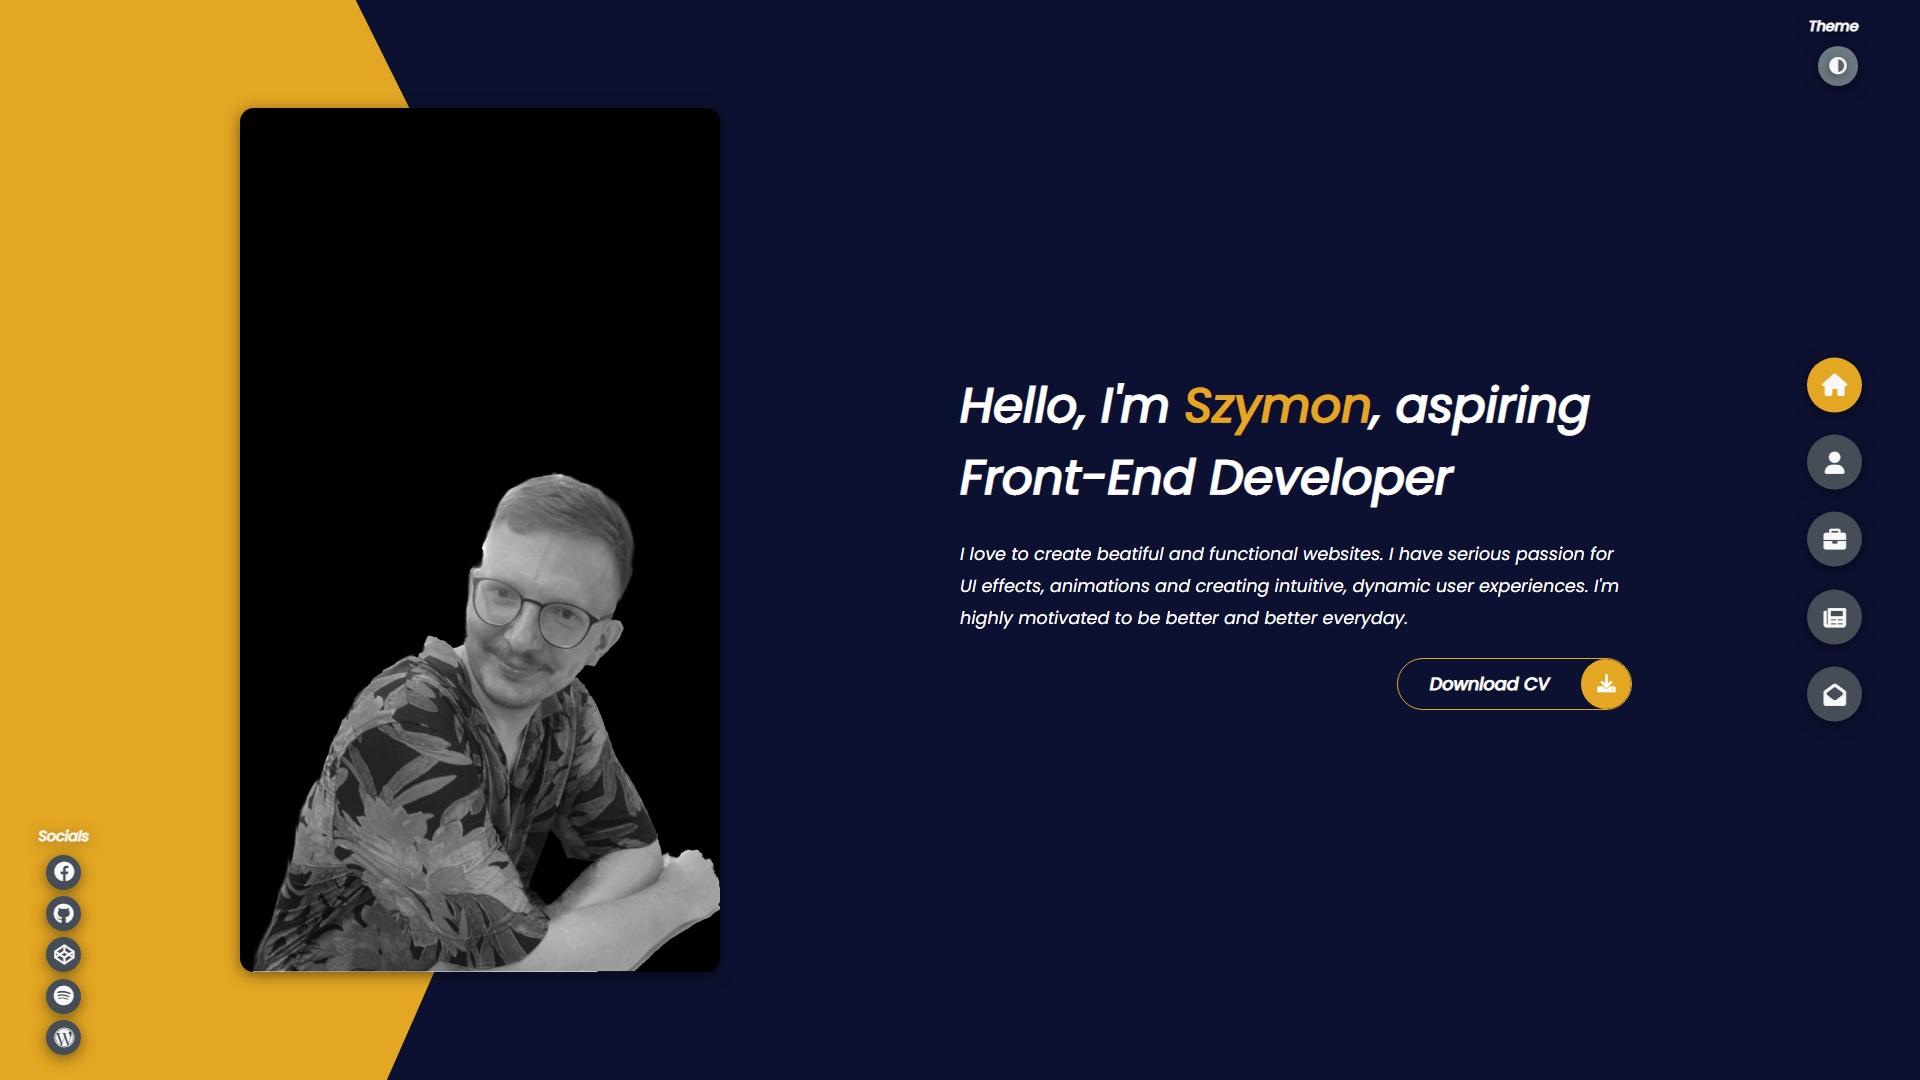 Theme
Hello, I'm Szymon, aspiring
Front-End Developer
I love to create beatiful and functional websites. I have serious passion for
UI effects, animations and creating intuitive, dynamic user experiences. I'm
highly motivated to be better and better everyday.
Download CV
Socials